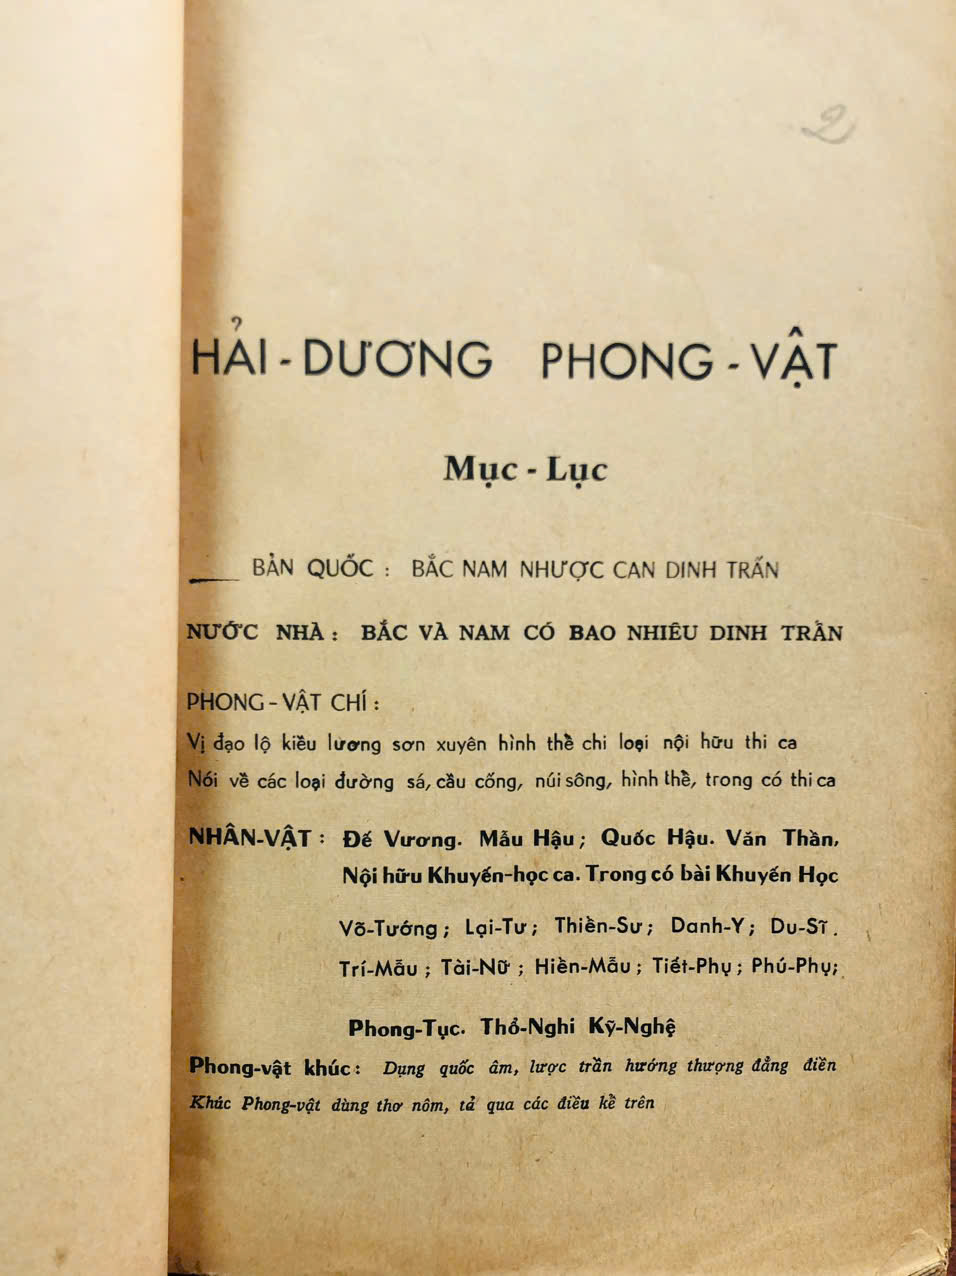 2
HẢI - DƯƠNG PHONG - VẬT
Mục - Lục
BẢN QUỐC : BẮC NAM NHƯỢC CAN DINH TRẤN
NƯỚC NHÀ : BẮC VÀ NAM CÓ BAO NHIÊU DINH TRẤN
PHONG - VẬT CHÍ :
Vị đạo lộ kiều lương sơn xuyên hình thề chi loại nội hữu thi ca
Nói về các loại đường sá, cầu cống, núi sông, hình thề, trong có thi ca
NHÂN-VẬT : Đế Vương. Mẫu Hậu ; Quốc Hậu. Văn Thần,
Nội hữu Khuyến-học ca. Trong có bài Khuyến Học
Võ-Tướng ; Lại-Tư ; Thiền-Sư ; Danh-Y ; Du-Sĩ.
Trí-Mẫu ; Tài-Nữ ; Hiền-Mẫu ; Tiết-Phụ ; Phú-Phụ ;
Phong-Tục. Thổ-Nghi Kỹ-Nghệ
Phong-vật khúc : Dụng quốc âm, lược trần hướng thượng đẳng điền
Khúc Phong-vật dùng thơ nôm, tả qua các điều kề trên